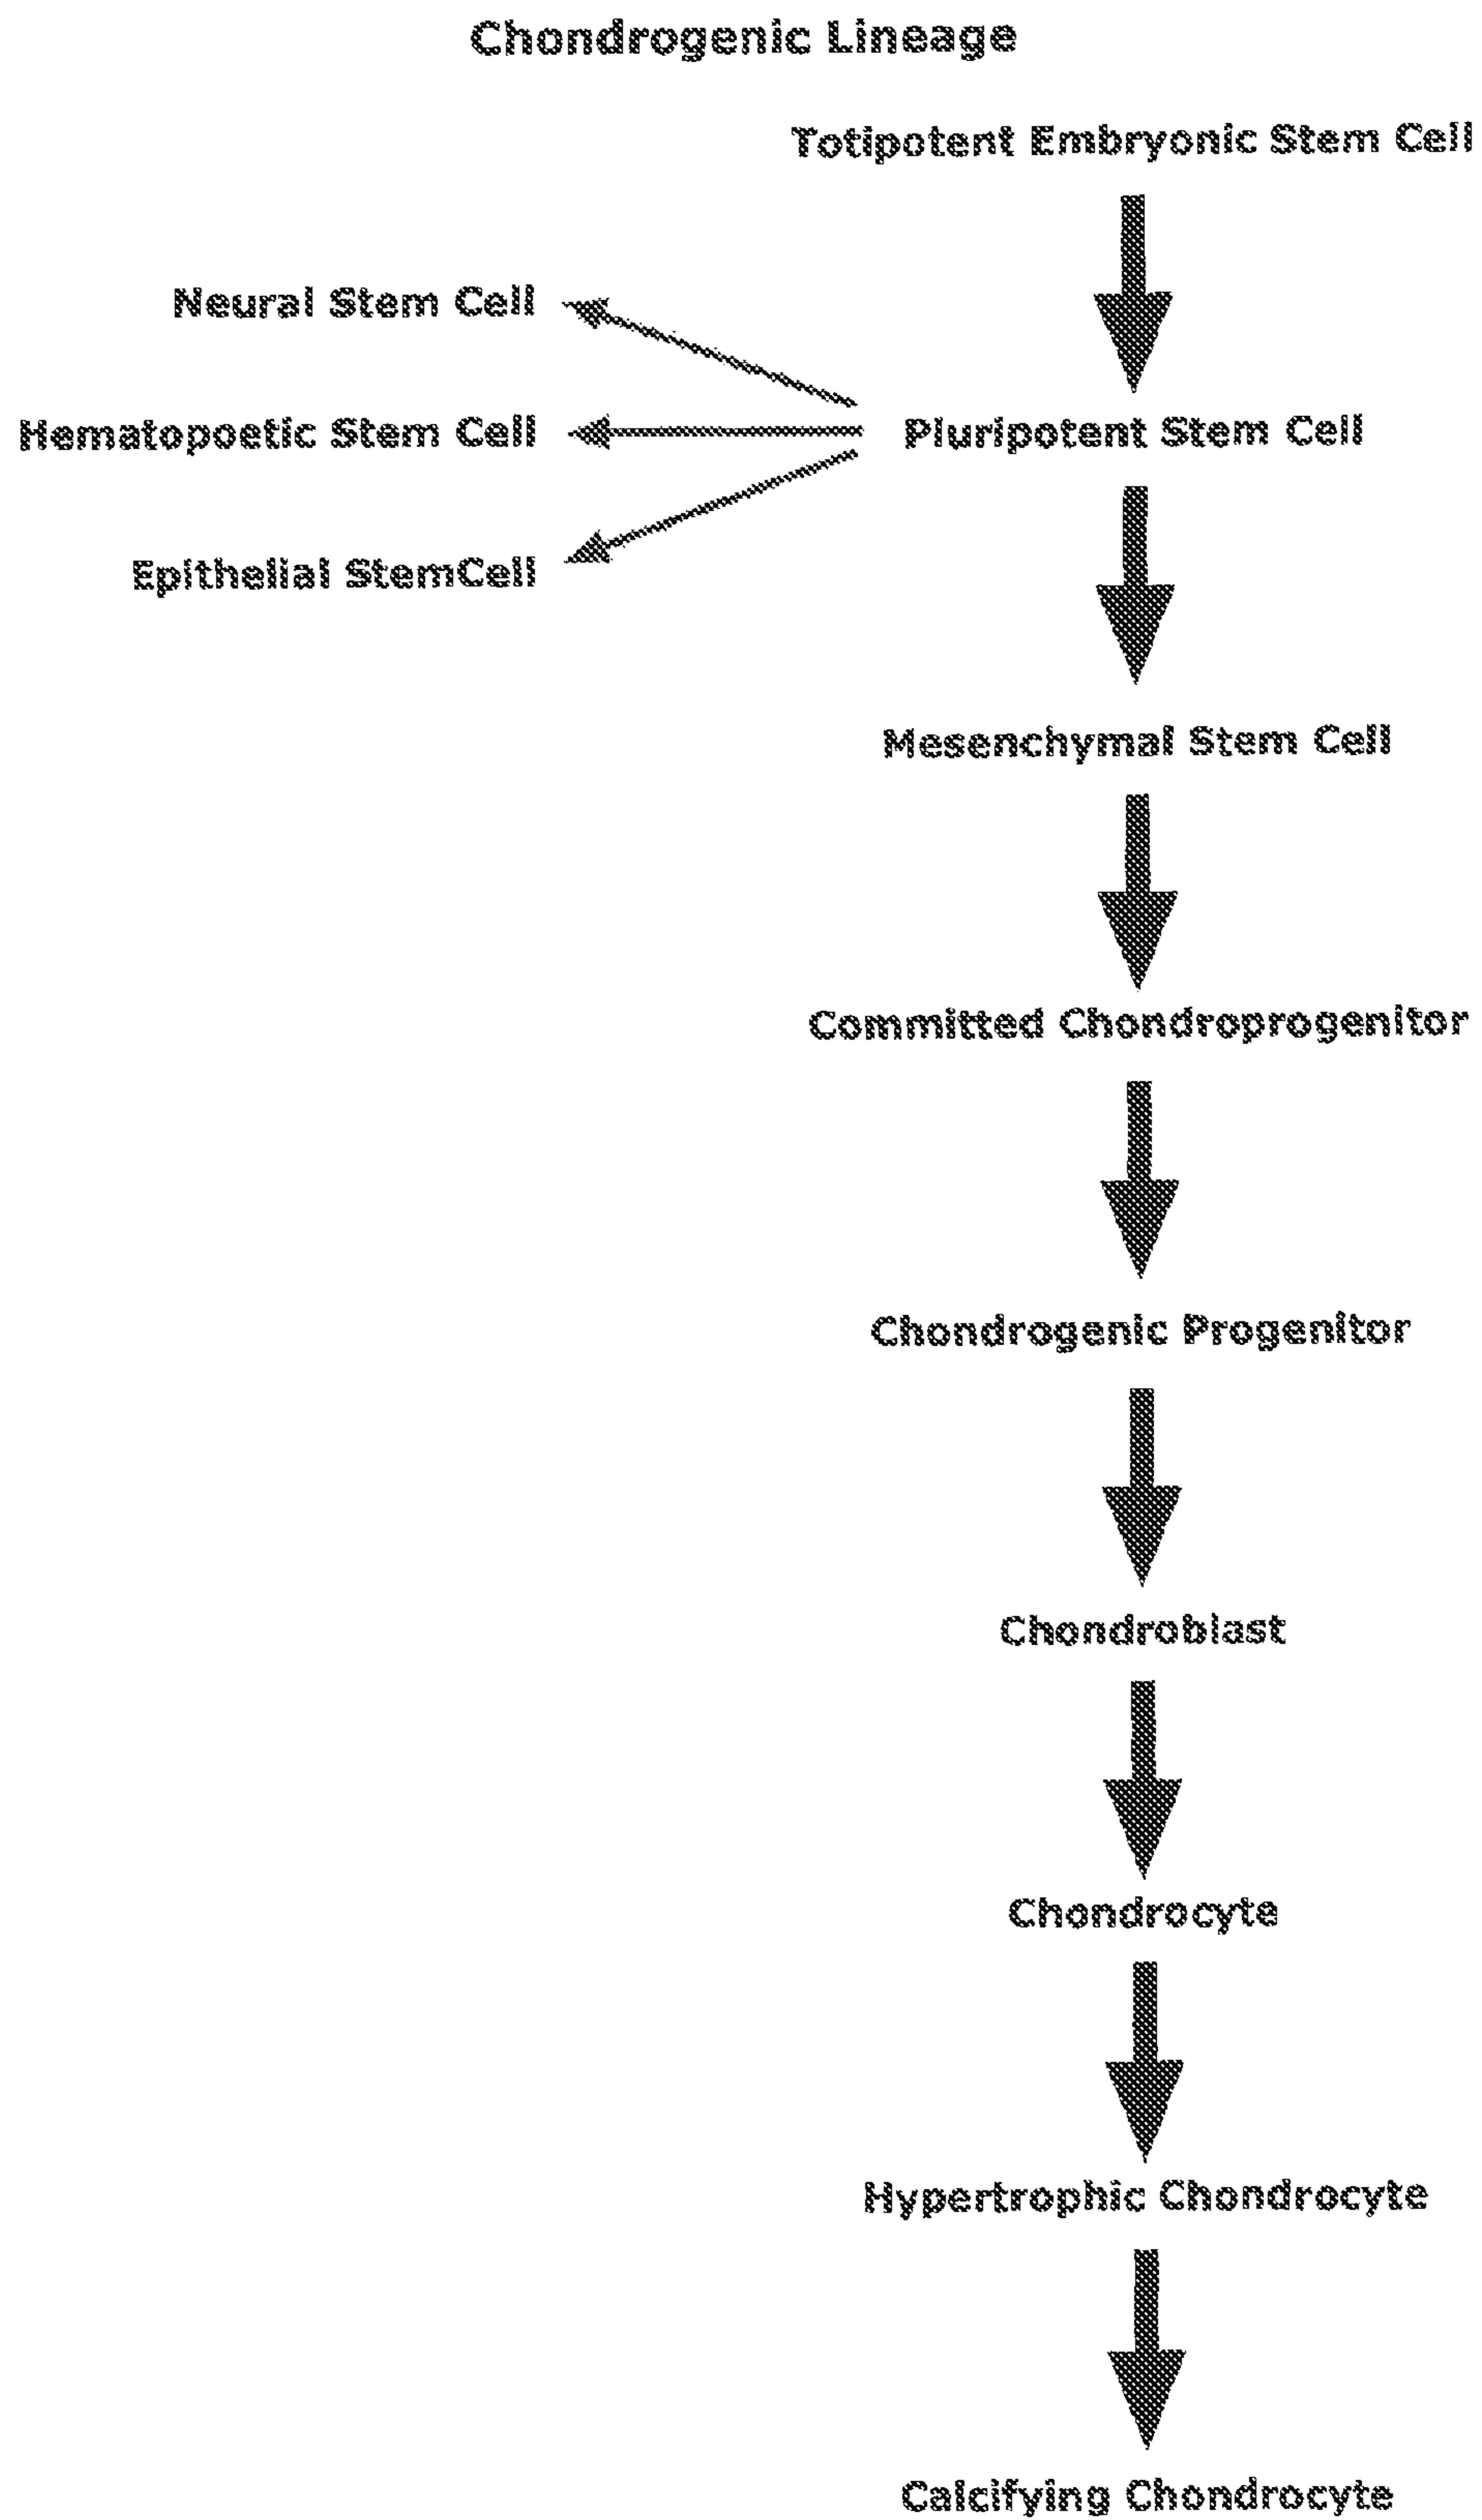 Chondrogenic Lineage
Totipotent Embryonic Stem Cell
Neural Stem Cell
Hematopoetic Stem Cell
Pluripotent Stem Cell
Epithelial StemCell
Mesenchymal Stem Cell
Committed Chondroprogenitor
Chondrogenic Progenitor
Chondroblast
Chondrocyte
Hypertrophic Chondrocyte
Calcifying Chondrocyte